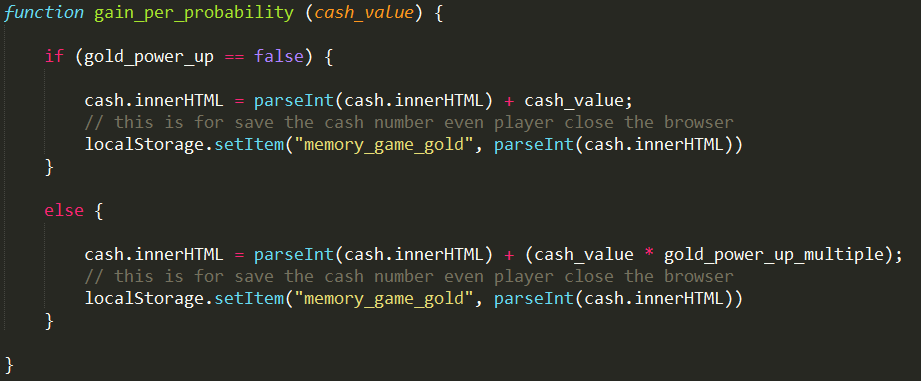 function gain_per_probability (cash_value) {
if (gold_power_up == false) {
cash.innerHTML = parseInt(cash.innerHTML) + cash_value;
// this is for save the cash number even player close the browser
localStorage.setItem("memory_game_gold", parseInt(cash.innerHTML))
}
else {
cash.innerHTML = parseInt(cash.innerHTML) + (cash_value * gold_power_up_multiple);
// this is for save the cash number even player close the browser
localStorage.setItem("memory_game_gold", parseInt(cash.innerHTML))
}
}